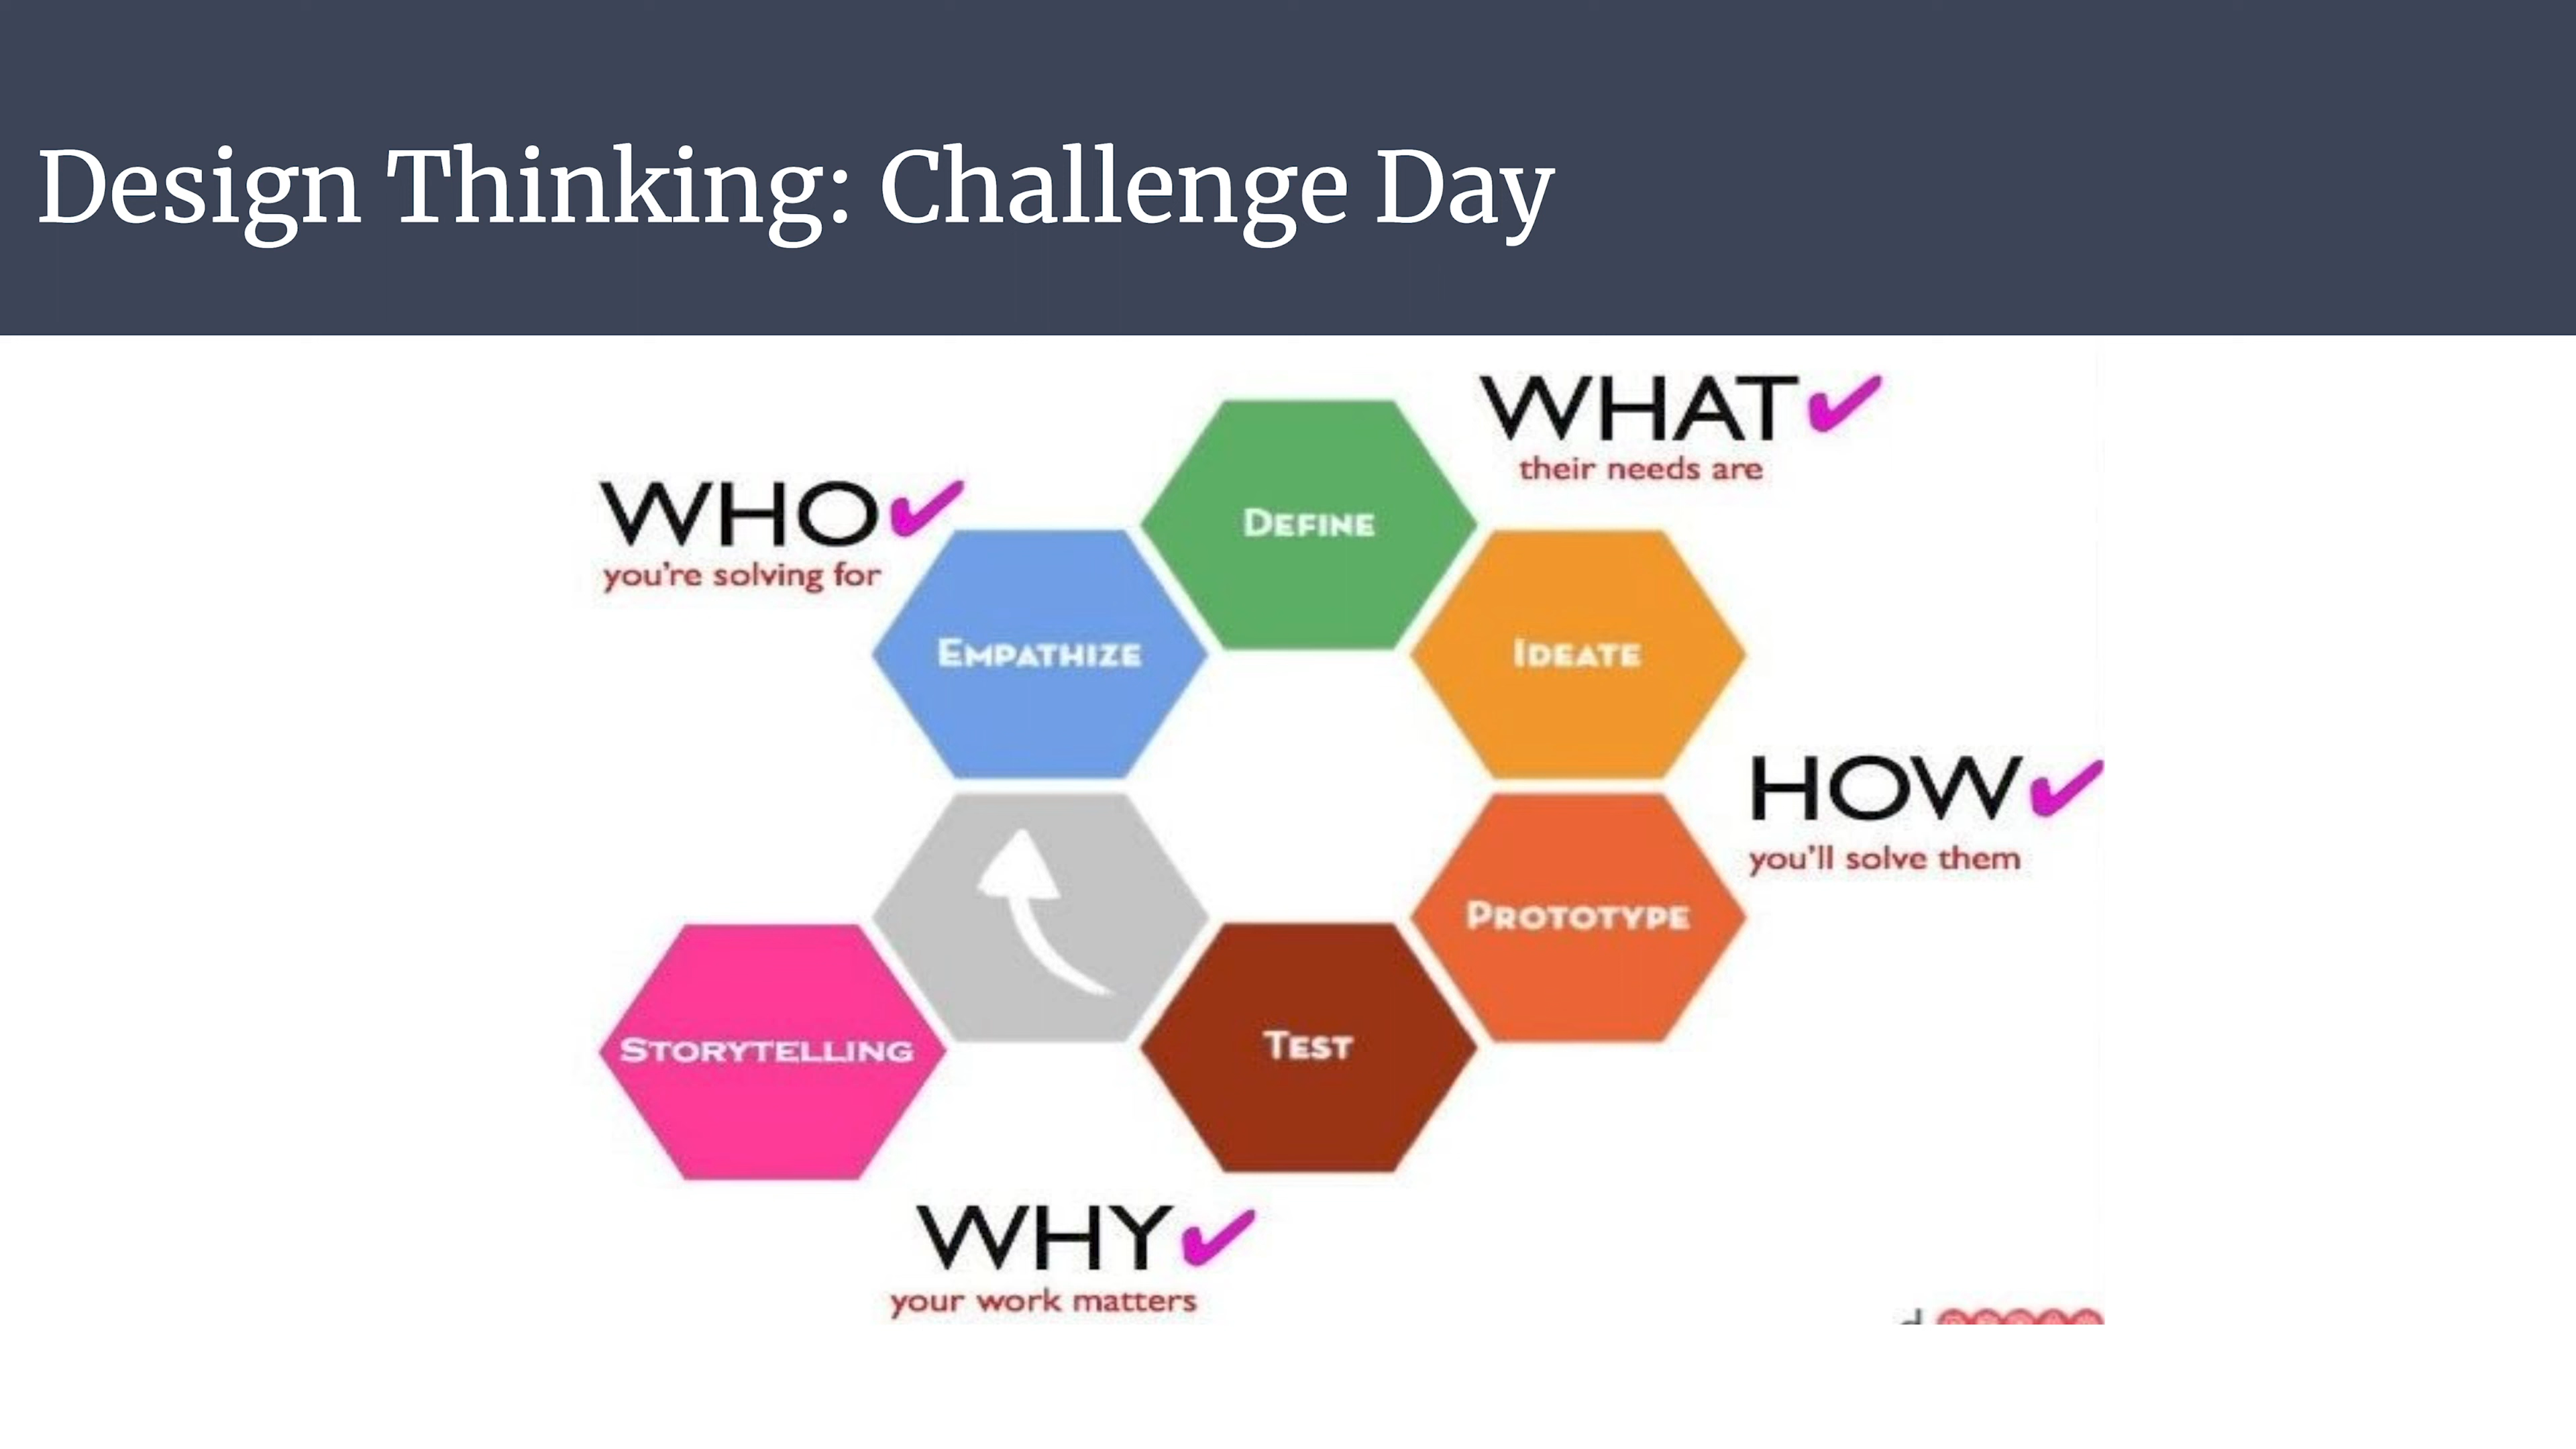 Design Thinking: Challenge Day
WHAT
their needs are
WHO
you're solving for
DEFINE
EMPATHIZE
IDEATE
HOW
you'll solve them
PROTOTYPE
STORYTELLING
TEST
WHY
your work matters